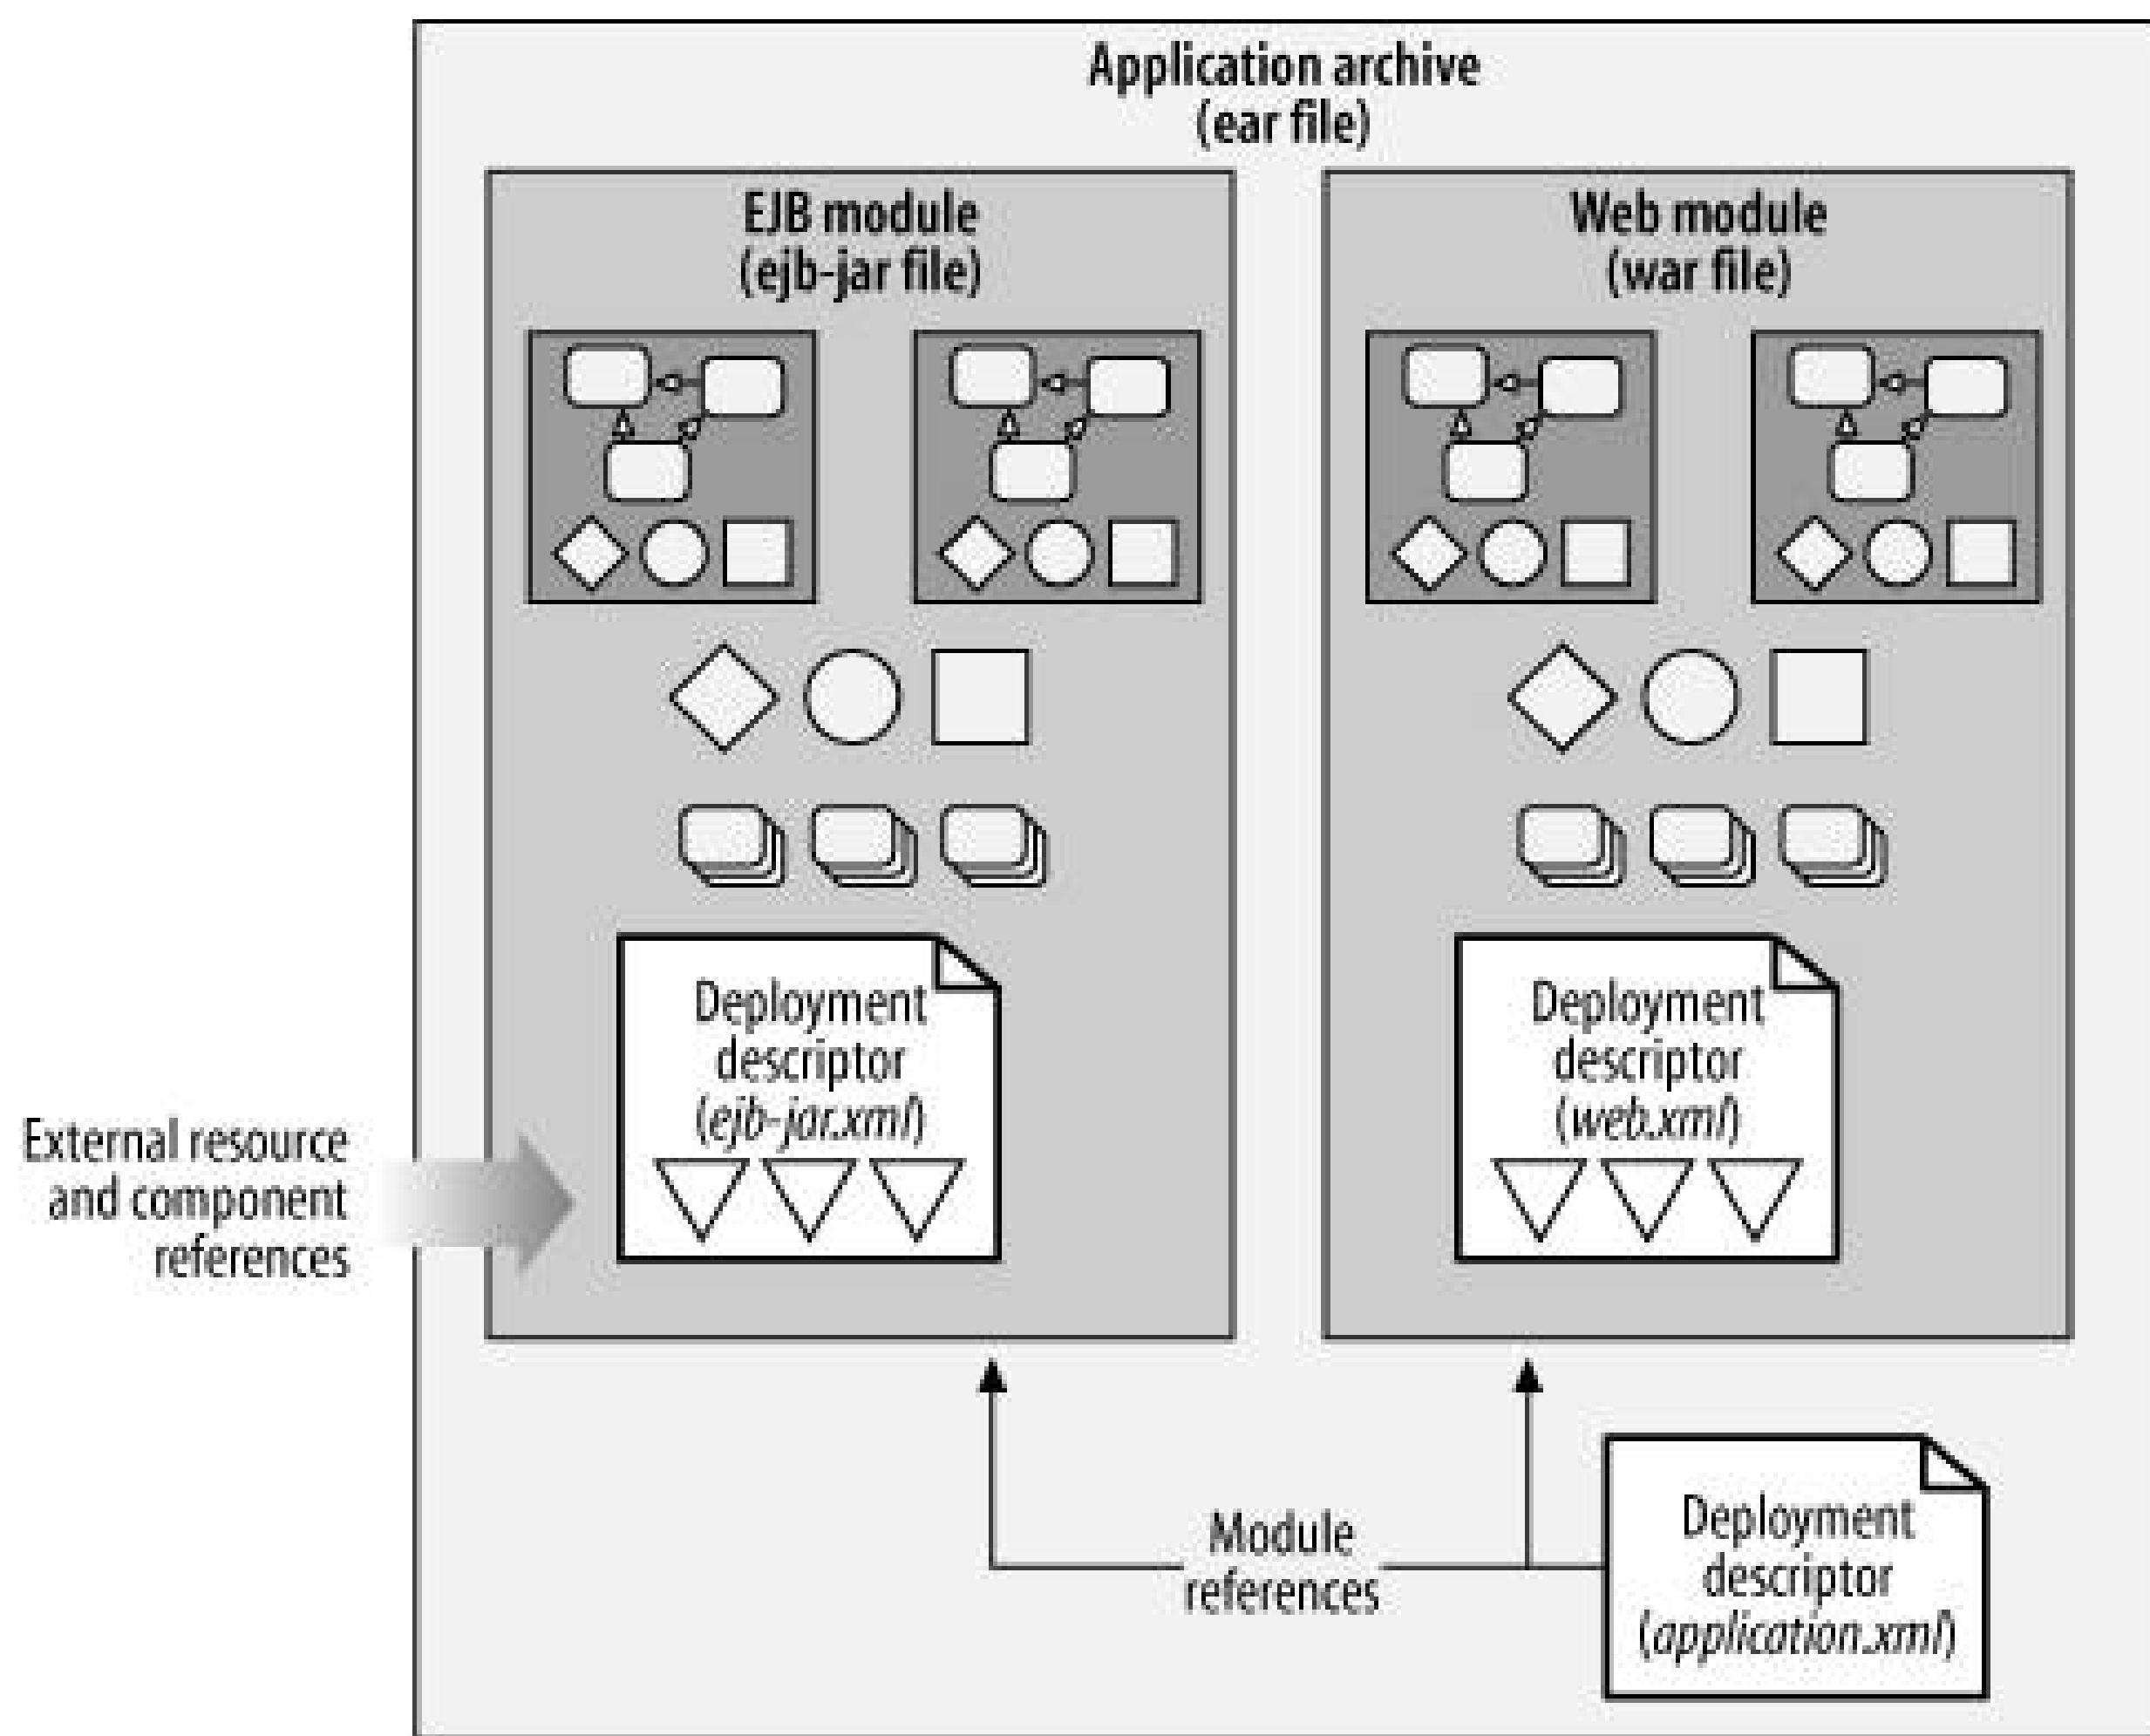 Application archive
(ear file)
EJB module
(ejb-jar file)
Web module
(war file)
Deployment
descriptor
(ejb-jar.xml)
Deployment
descriptor
(web.xml)
External resource
and component
references
Module
references
Deployment
descriptor
(application.xml)